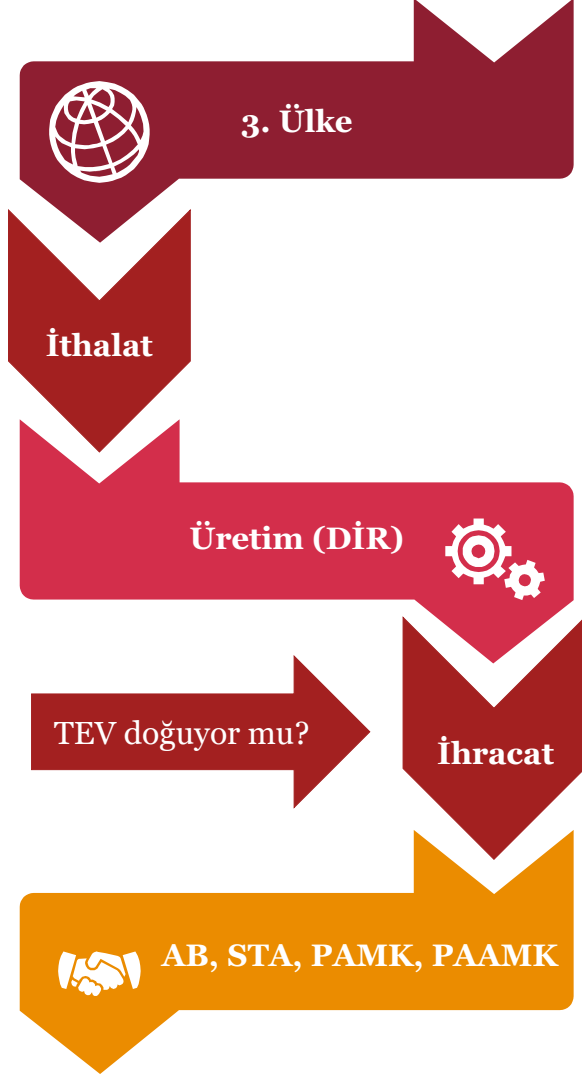 3. Ülke
İthalat
Üretim (DİR)
TEV doğuyor mu?
İhracat
AB, STA, PAMK, PAAMK